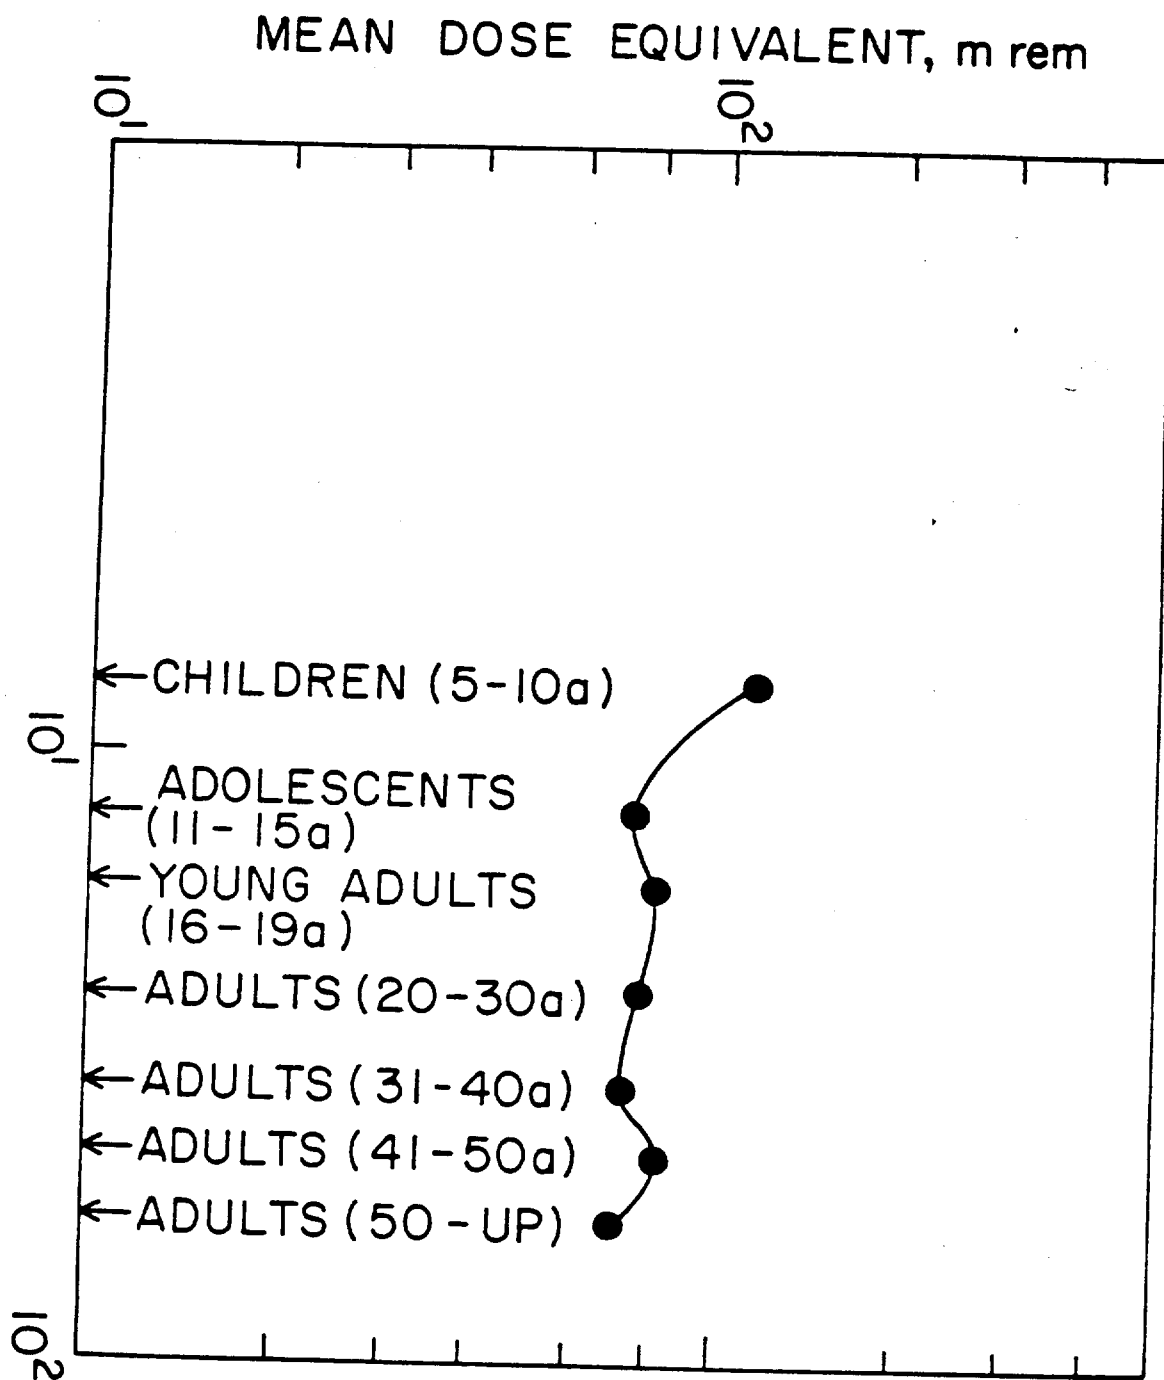 MEAN DOSE EQUIVALENT, m rem
10¹
10²
CHILDREN (5-10a)
10¹
ADOLESCENTS
(11-15a)
YOUNG ADULTS
(16-19a)
ADULTS (20-30a)
ADULTS (31-40a)
ADULTS (41-50a)
ADULTS (50-UP)
10²